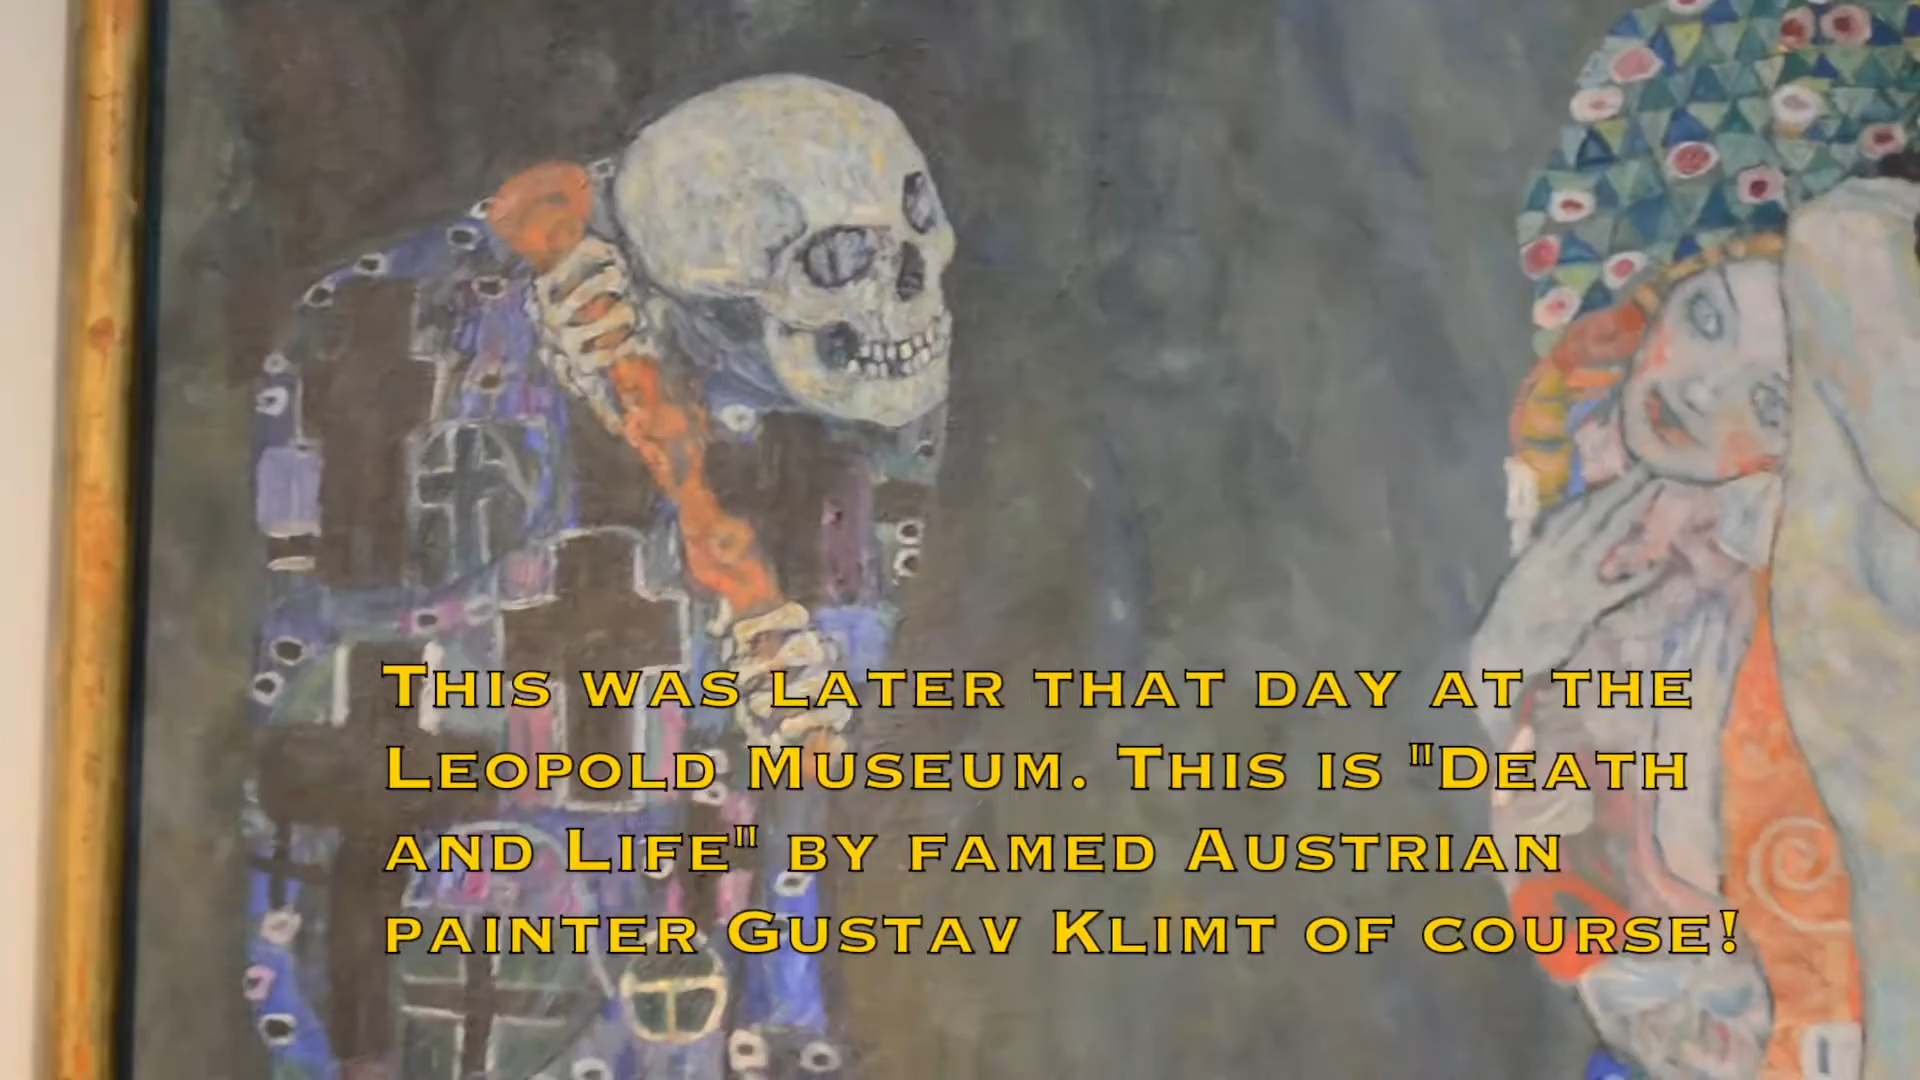 This was later that day at the
Leopold Museum. This is "Death
and Life" by famed Austrian
painter Gustav Klimt of course!